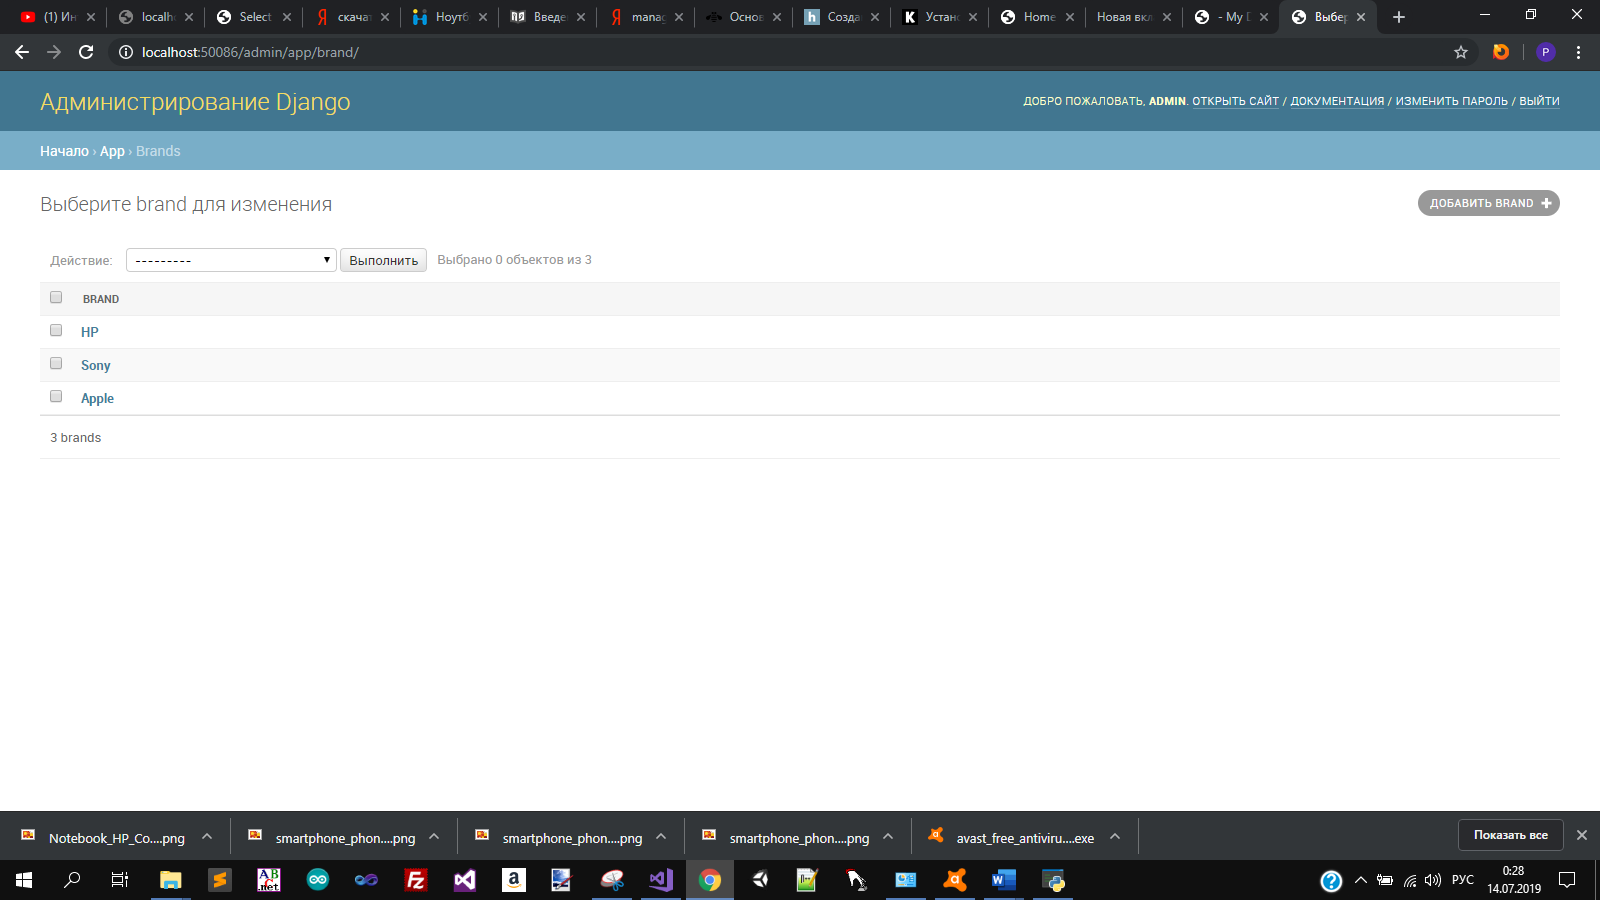 (1) Ин
localho
Select
скачат
Ноутб
Введе
manag
Основ
Созда
Устан
Home
Новая вкл
- My D
Выбер
localhost:50086/admin/app/brand/
P
Администрирование Django
ДОБРО ПОЖАЛОВАТЬ, ADMIN. ОТКРЫТЬ САЙТ / ДОКУМЕНТАЦИЯ / ИЗМЕНИТЬ ПАРОЛЬ / ВЫЙТИ
Начало › App › Brands
Выберите brand для изменения
ДОБАВИТЬ BRAND
Действие: --------- Выполнить Выбрано 0 объектов из 3
BRAND
HP
Sony
Apple
3 brands
Notebook_HP_Co....png
smartphone_phon....png
smartphone_phon....png
smartphone_phon....png
avast_free_antiviru....exe
Показать все
РУС
0:28
14.07.2019